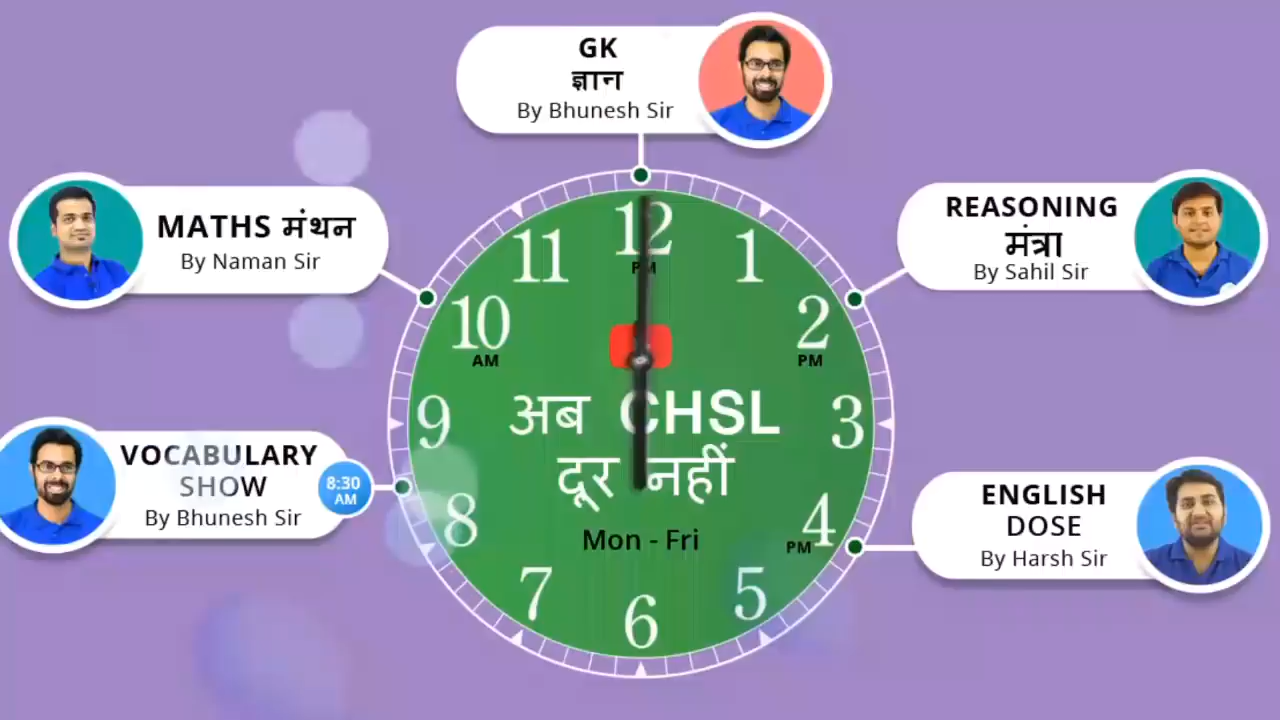 GK
ज्ञान
By Bhunesh Sir
MATHS मंथन
By Naman Sir
REASONING
मंत्रा
By Sahil Sir
VOCABULARY
SHOW
By Bhunesh Sir
8:30
AM
ENGLISH
DOSE
By Harsh Sir
12
PM
1
2
PM
3
4
PM
5
6
7
8
9
10
AM
11
अब CHSL
दूर नहीं
Mon - Fri